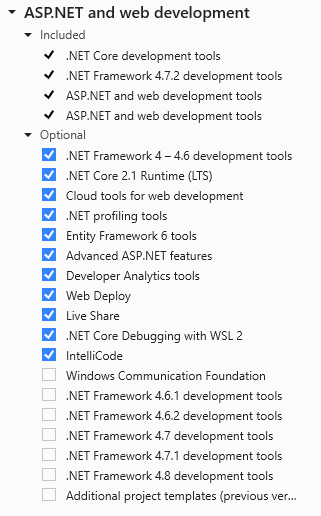 ASP.NET and web development
Included
.NET Core development tools
.NET Framework 4.7.2 development tools
ASP.NET and web development tools
ASP.NET and web development tools
Optional
.NET Framework 4 – 4.6 development tools
.NET Core 2.1 Runtime (LTS)
Cloud tools for web development
.NET profiling tools
Entity Framework 6 tools
Advanced ASP.NET features
Developer Analytics tools
Web Deploy
Live Share
.NET Core Debugging with WSL 2
IntelliCode
Windows Communication Foundation
.NET Framework 4.6.1 development tools
.NET Framework 4.6.2 development tools
.NET Framework 4.7 development tools
.NET Framework 4.7.1 development tools
.NET Framework 4.8 development tools
Additional project templates (previous ver...